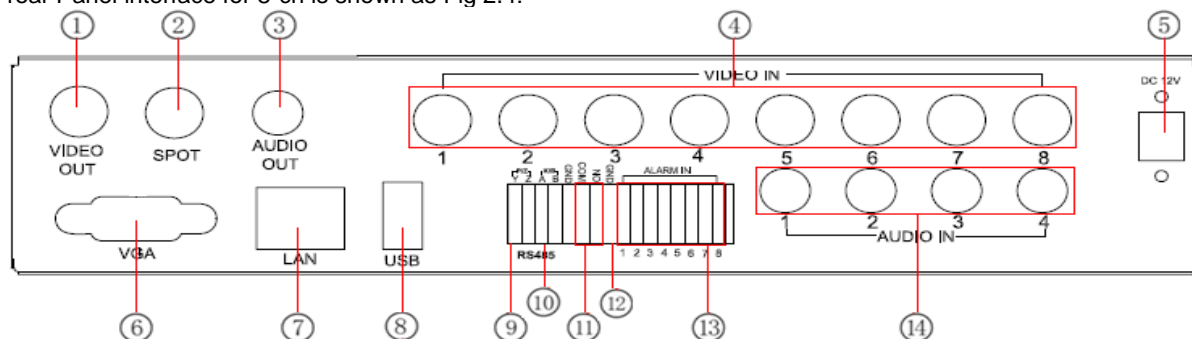 rear Panel interface for 8-ch is shown as Fig 2.4.
① ② ③ ④ ⑤
VIDEO IN
DC 12V
VIDEO OUT
SPOT
AUDIO OUT
1 2 3 4 5 6 7 8
Y Z A B GND COM NO GND
ALARM IN
1 2 3 4
AUDIO IN
VGA
LAN
USB
RS485
1 2 3 4 5 6 7 8
⑥ ⑦ ⑧ ⑨ ⑩ ⑪ ⑫ ⑬ ⑭